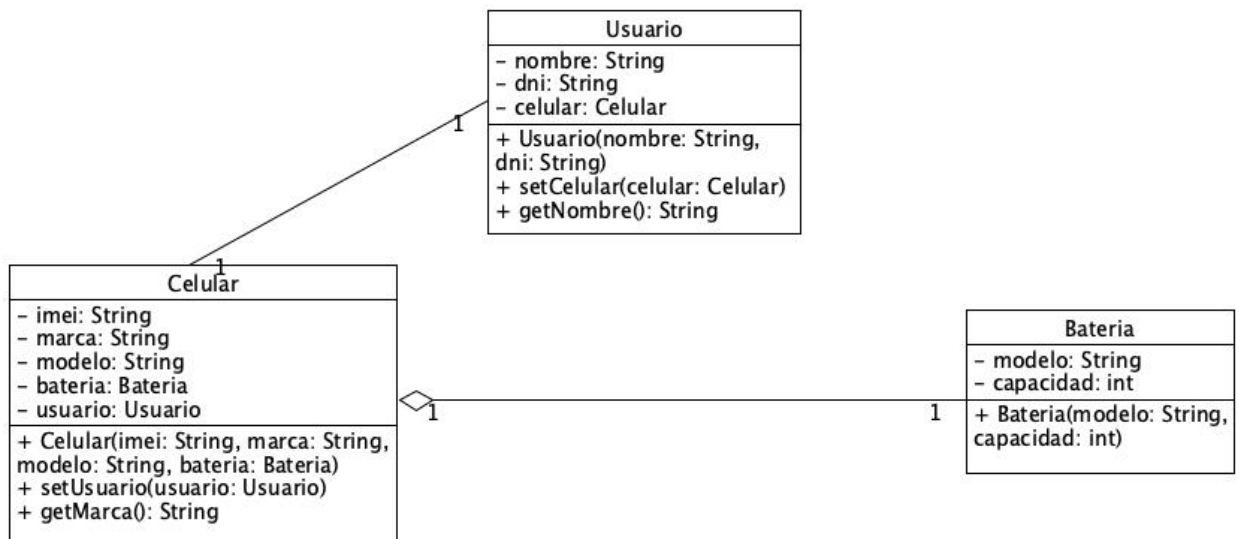 Usuario
– nombre: String
– dni: String
– celular: Celular
+ Usuario(nombre: String,
dni: String)
+ setCelular(celular: Celular)
+ getNombre(): String
1
1
Celular
– imei: String
– marca: String
– modelo: String
– bateria: Bateria
– usuario: Usuario
+ Celular(imei: String, marca: String,
modelo: String, bateria: Bateria)
+ setUsuario(usuario: Usuario)
+ getMarca(): String
1
1
Bateria
– modelo: String
– capacidad: int
+ Bateria(modelo: String,
capacidad: int)